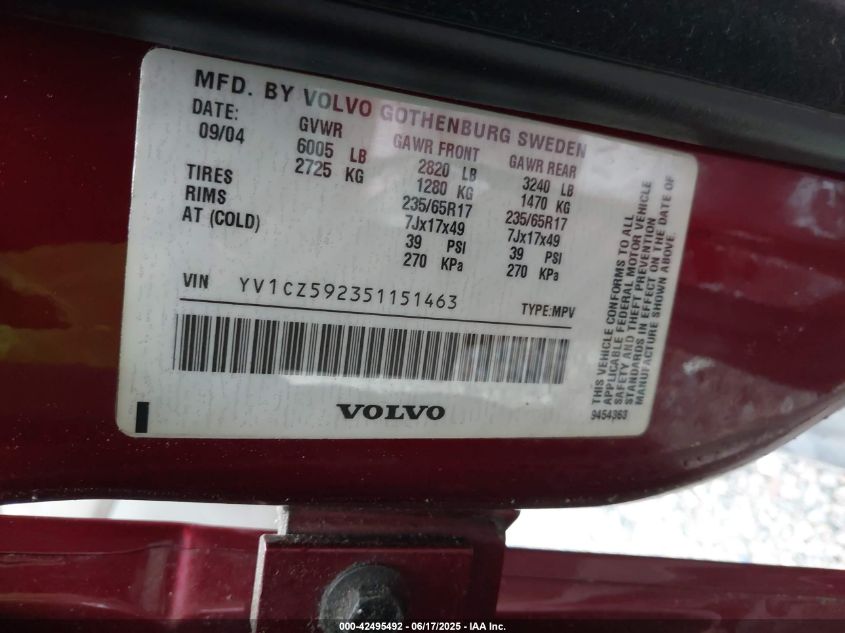 MFD. BY VOLVO GOTHENBURG SWEDEN
DATE: GVWR GAWR FRONT GAWR REAR
09/04 6005 LB 2820 LB 3240 LB
2725 KG 1280 KG 1470 KG
TIRES 235/65R17 235/65R17
RIMS 7Jx17x49 7Jx17x49
AT (COLD) 39 PSI 39 PSI
270 KPa 270 KPa
VIN YV1CZ592351151463 TYPE:MPV
VOLVO
THIS VEHICLE CONFORMS TO ALL
APPLICABLE FEDERAL MOTOR VEHICLE
SAFETY AND THEFT PREVENTION
STANDARDS IN EFFECT ON THE DATE OF
MANUFACTURE SHOWN ABOVE.
9454363
000-42495492 - 06/17/2025 - IAA Inc.